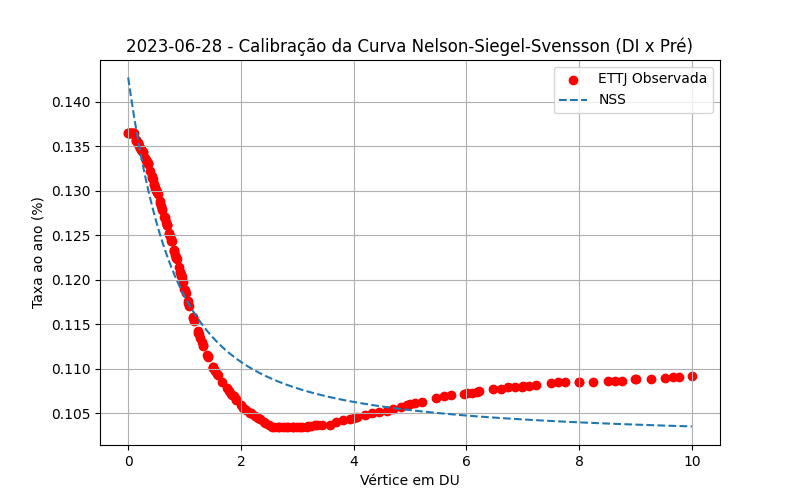 2023-06-28 - Calibração da Curva Nelson-Siegel-Svensson (DI x Pré)
ETTJ Observada
NSS
Taxa ao ano (%)
0.140
0.135
0.130
0.125
0.120
0.115
0.110
0.105
0 2 4 6 8 10
Vértice em DU